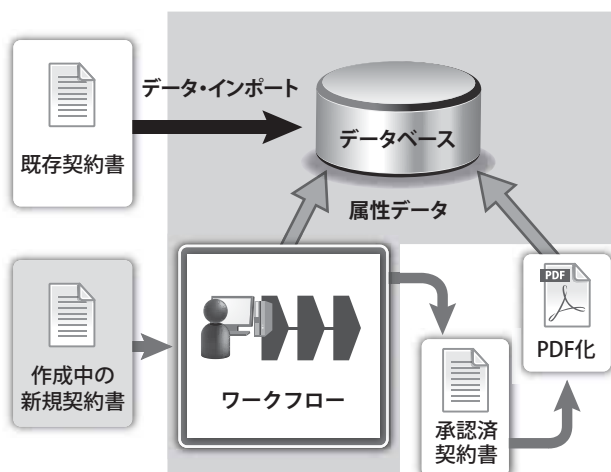 データ・インポート
既存契約書
データベース
属性データ
作成中の
新規契約書
ワークフロー
PDF
PDF化
承認済
契約書